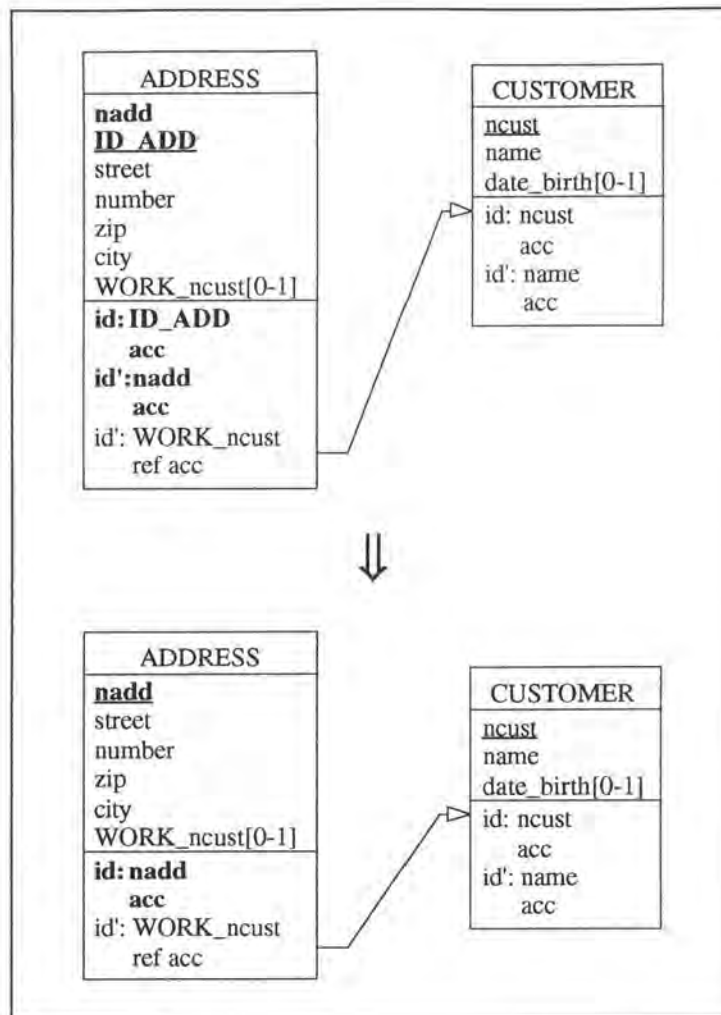 ADDRESS
nadd
ID_ADD
street
number
zip
city
WORK_ncust[0-1]
id: ID_ADD
acc
id':nadd
acc
id': WORK_ncust
ref acc
CUSTOMER
ncust
name
date_birth[0-1]
id: ncust
acc
id': name
acc
⇓
ADDRESS
nadd
street
number
zip
city
WORK_ncust[0-1]
id: nadd
acc
id': WORK_ncust
ref acc
CUSTOMER
ncust
name
date_birth[0-1]
id: ncust
acc
id': name
acc